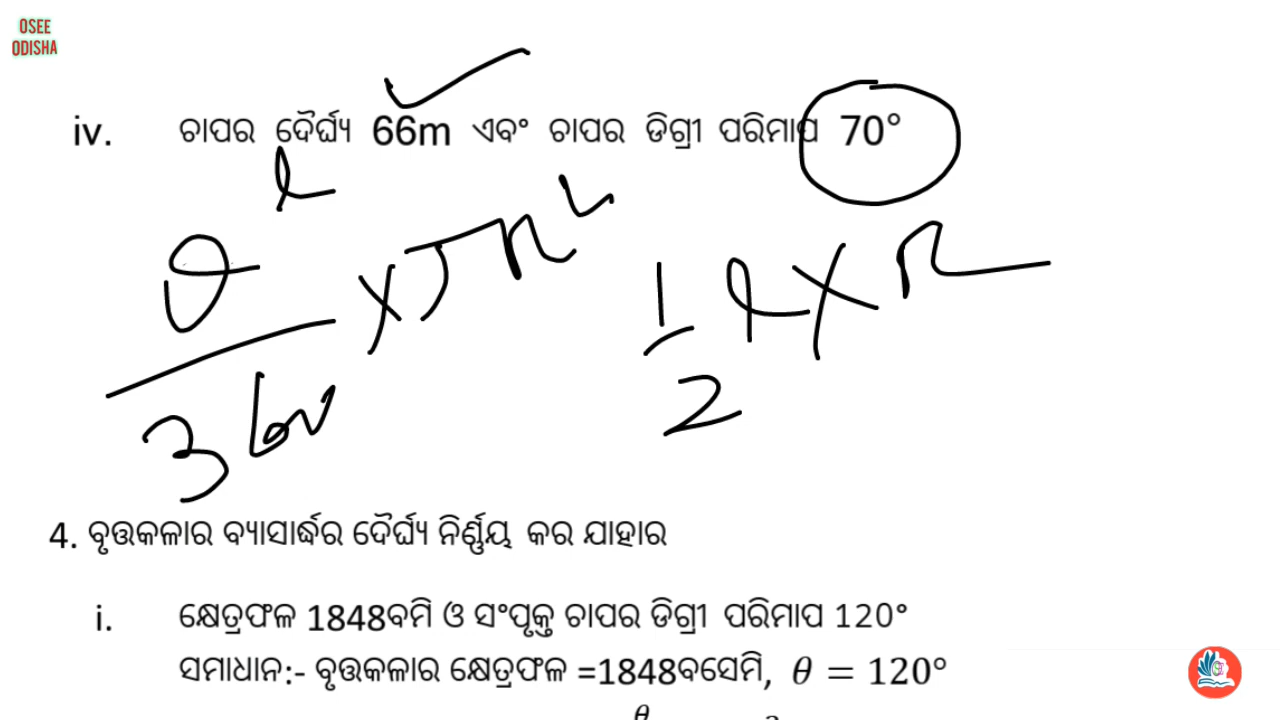 OSEE
ODISHA
iv. ଚାପର ଦୈର୍ଘ୍ୟ 66m ଏବଂ ଚାପର ଡିଗ୍ରୀ ପରିମାପ 70°
l
θ/360 × πr² 1/2 l × r
4. ବୃତ୍ତକଳାର ବ୍ୟାସାର୍ଦ୍ଧର ଦୈର୍ଘ୍ୟ ନିର୍ଣ୍ଣୟ କର ଯାହାର
i. କ୍ଷେତ୍ରଫଳ 1848ବମି ଓ ସଂପୃକ୍ତ ଚାପର ଡିଗ୍ରୀ ପରିମାପ 120°
ସମାଧାନ:- ବୃତ୍ତକଳାର କ୍ଷେତ୍ରଫଳ =1848ବସେମି, θ = 120°